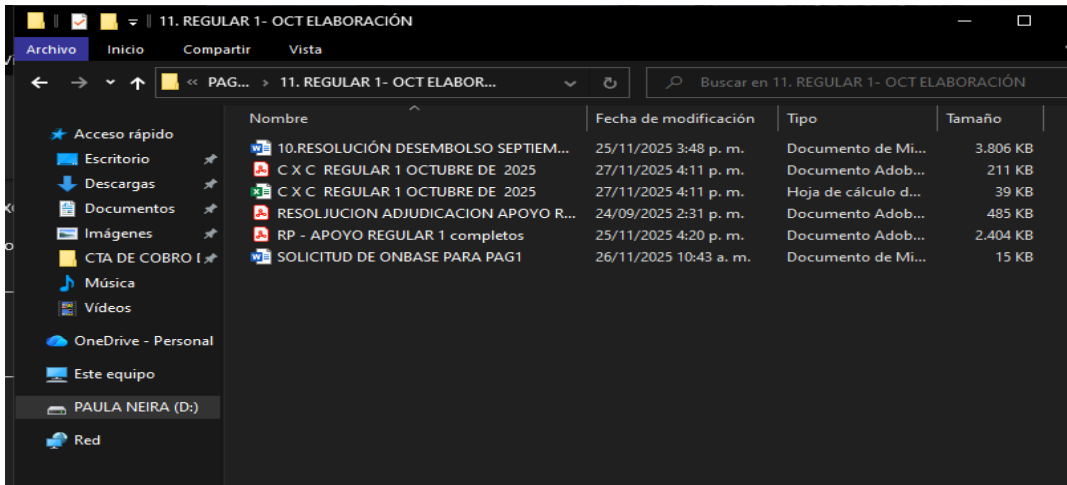 11. REGULAR 1- OCT ELABORACIÓN
Archivo Inicio Compartir Vista
« PAG... › 11. REGULAR 1- OCT ELABOR...
Buscar en 11. REGULAR 1- OCT ELABORACIÓN
Acceso rápido
Escritorio
Descargas
Documentos
Imágenes
CTA DE COBRO
Música
Vídeos
OneDrive - Personal
Este equipo
PAULA NEIRA (D:)
Red
Nombre Fecha de modificación Tipo Tamaño
10.RESOLUCIÓN DESEMBOLSO SEPTIEM... 25/11/2025 3:48 p. m. Documento de Mi... 3.806 KB
C X C REGULAR 1 OCTUBRE DE 2025 27/11/2025 4:11 p. m. Documento Adob... 211 KB
C X C REGULAR 1 OCTUBRE DE 2025 27/11/2025 4:11 p. m. Hoja de cálculo d... 39 KB
RESOLJUCION ADJUDICACION APOYO R... 24/09/2025 2:31 p. m. Documento Adob... 485 KB
RP - APOYO REGULAR 1 completos 25/11/2025 4:20 p. m. Documento Adob... 2.404 KB
SOLICITUD DE ONBASE PARA PAG1 26/11/2025 10:43 a. m. Documento de Mi... 15 KB